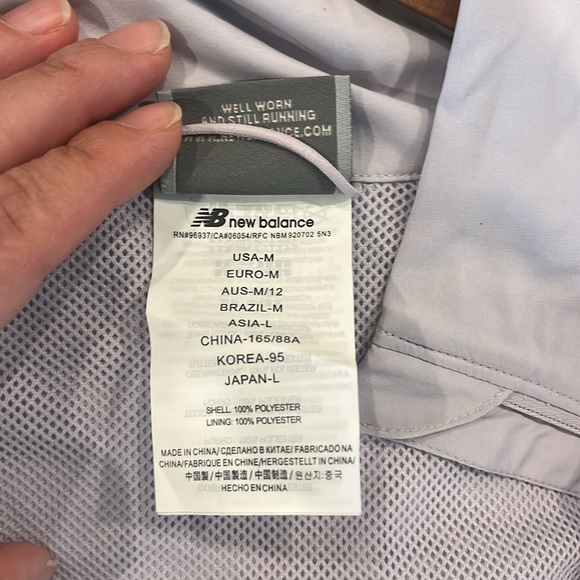 WELL WORN
AND STILL RUNNING
NB new balance
RN#96937/CA#06054/RFC NBM 920702 5N3
USA-M
EURO-M
AUS-M/12
BRAZIL-M
ASIA-L
CHINA-165/88A
KOREA-95
JAPAN-L
SHELL: 100% POLYESTER
LINING: 100% POLYESTER
MADE IN CHINA/ СДЕЛАНО В КИТАЕ/ FABRICADO NA
CHINA/FABRIQUE EN CHINE/HERGESTELLT IN CHINA/
中国製/ 中国製造/ 中国制造/ 원산지:중국
HECHO EN CHINA